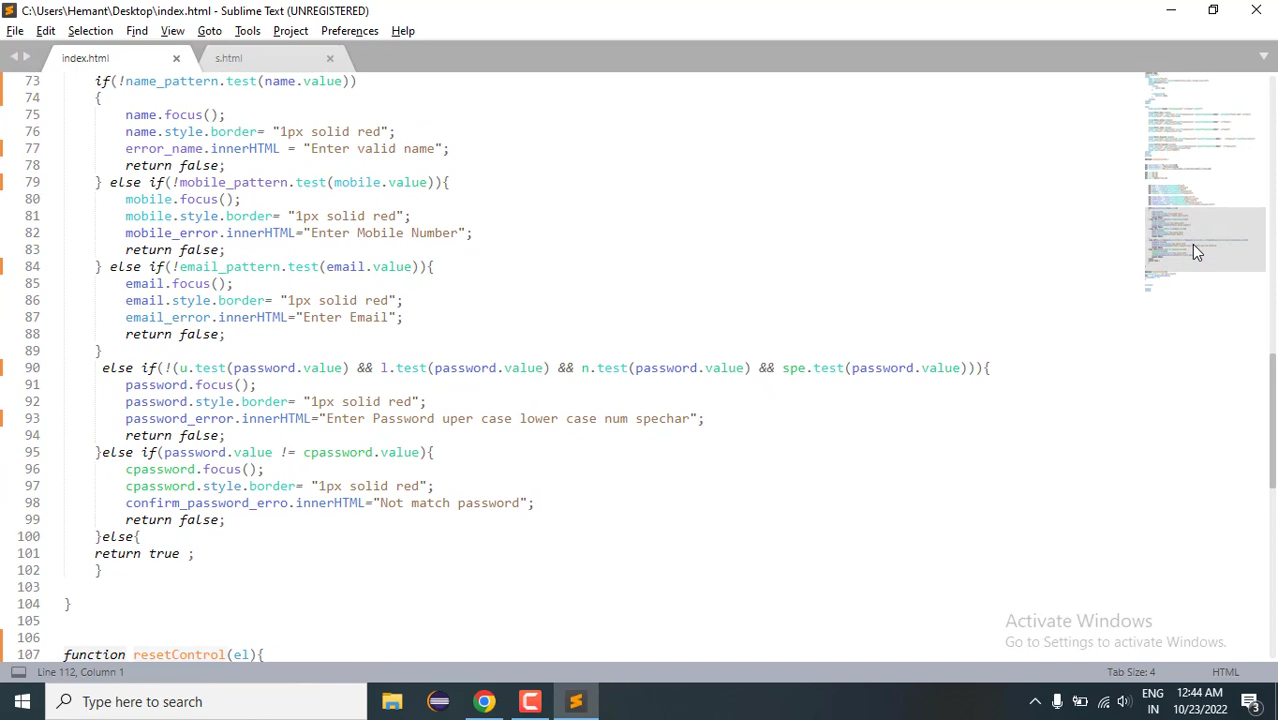 C:\Users\Hemant\Desktop\index.html - Sublime Text (UNREGISTERED)
File Edit Selection Find View Goto Tools Project Preferences Help
index.html s.html
73 if(!name_pattern.test(name.value))
74 {
75 name.focus();
76 name.style.border= "1px solid red";
77 error_name.innerHTML = "Enter valid name";
78 return false;
79 } else if(!mobile_pattern.test(mobile.value)){
80 mobile.focus();
81 mobile.style.border= "1px solid red";
82 mobile_error.innerHTML="Enter Mobile Number";
83 return false;
84 } else if(!email_pattern.test(email.value)){
85 email.focus();
86 email.style.border= "1px solid red";
87 email_error.innerHTML="Enter Email";
88 return false;
89 }
90 else if(!(u.test(password.value) && l.test(password.value) && n.test(password.value) && spe.test(password.value))){
91 password.focus();
92 password.style.border= "1px solid red";
93 password_error.innerHTML="Enter Password uper case lower case num spechar";
94 return false;
95 }else if(password.value != cpassword.value){
96 cpassword.focus();
97 cpassword.style.border= "1px solid red";
98 confirm_password_erro.innerHTML="Not match password";
99 return false;
100 }else{
101 return true ;
102 }
103
104 }
105
106
107 function resetControl(el){
Activate Windows
Go to Settings to activate Windows.
Line 112, Column 1 Tab Size: 4 HTML
Type here to search
ENG
IN
12:44 AM
10/23/2022
3